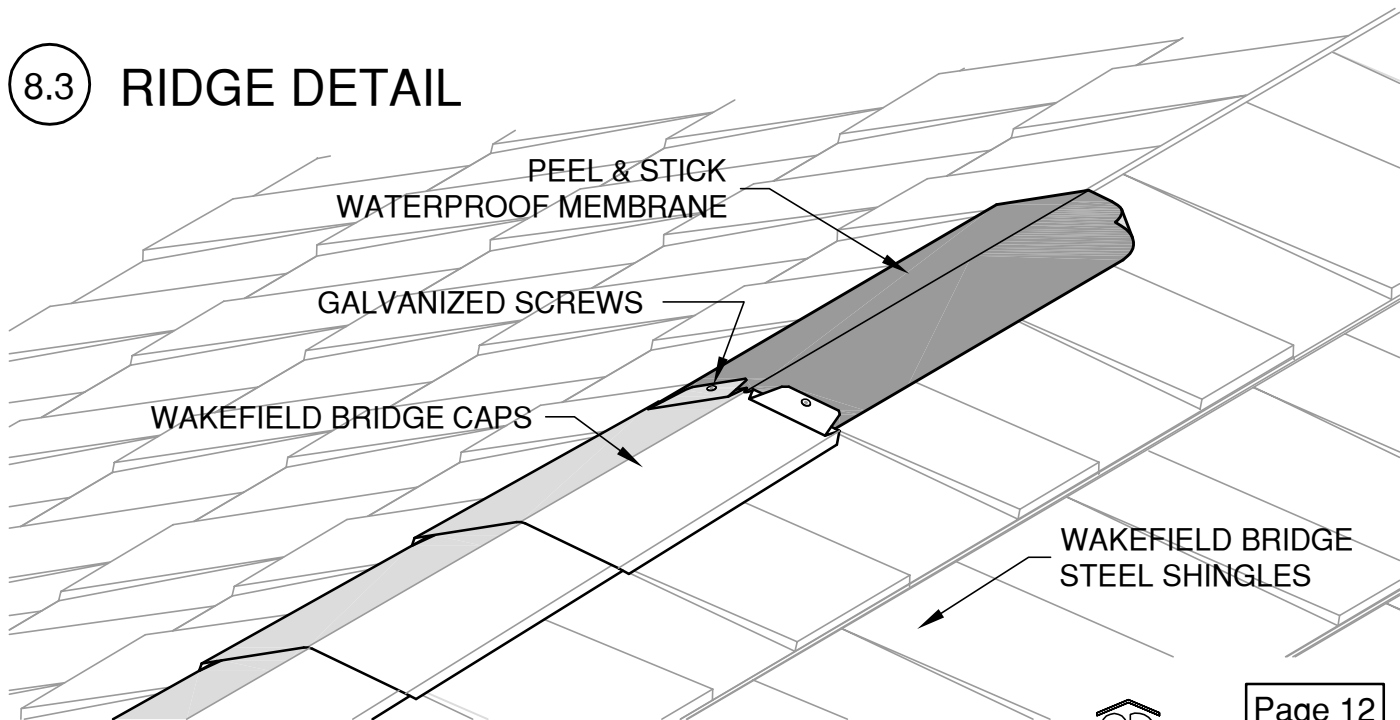 8.3 RIDGE DETAIL
PEEL & STICK
WATERPROOF MEMBRANE
GALVANIZED SCREWS
WAKEFIELD BRIDGE CAPS
WAKEFIELD BRIDGE
STEEL SHINGLES
Page 12